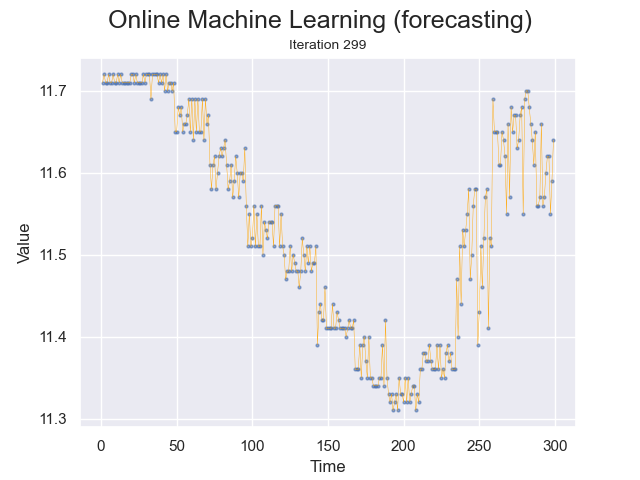 Online Machine Learning (forecasting)
Iteration 299
11.7
11.6
11.5
11.4
11.3
Value
0 50 100 150 200 250 300
Time